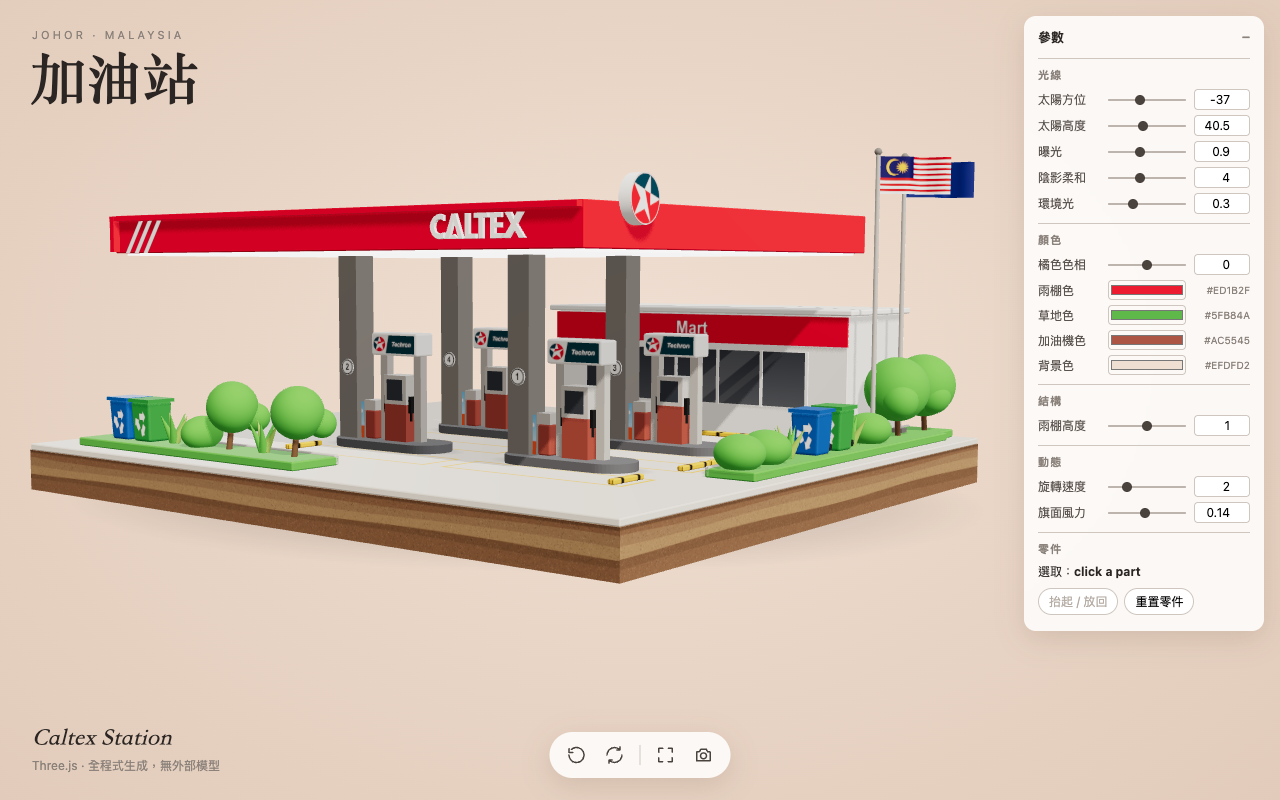 JOHOR · MALAYSIA
加油站
CALTEX
Mart
Techron
Techron
Techron
Techron
2
4
1
3
Caltex Station
Three.js · 全程式生成，無外部模型
參數
–
光線
太陽方位 -37
太陽高度 40.5
曝光 0.9
陰影柔和 4
環境光 0.3
顏色
橘色色相 0
雨棚色 #ED1B2F
草地色 #5FB84A
加油機色 #AC5545
背景色 #EFDFD2
結構
雨棚高度 1
動態
旋轉速度 2
旗面風力 0.14
零件
選取：click a part
抬起 / 放回 重置零件